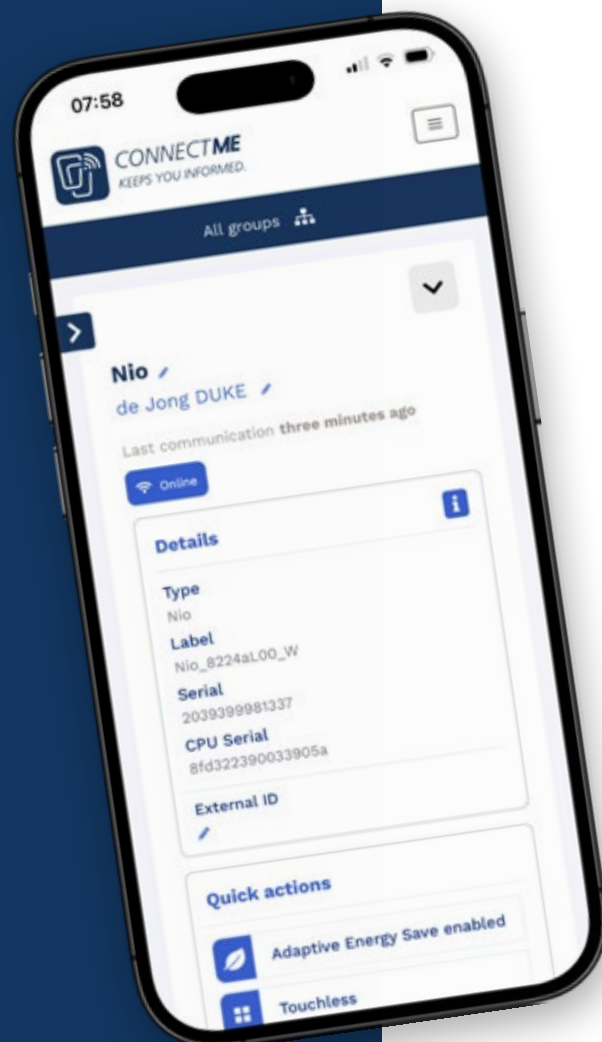 07:58
CONNECTME
KEEPS YOU INFORMED.
All groups
Nio
de Jong DUKE
Last communication three minutes ago
Online
Details
Type
Nio
Label
Nio_8224aL00_W
Serial
2039399981337
CPU Serial
8fd322390033905a
External ID
Quick actions
Adaptive Energy Save enabled
Touchless